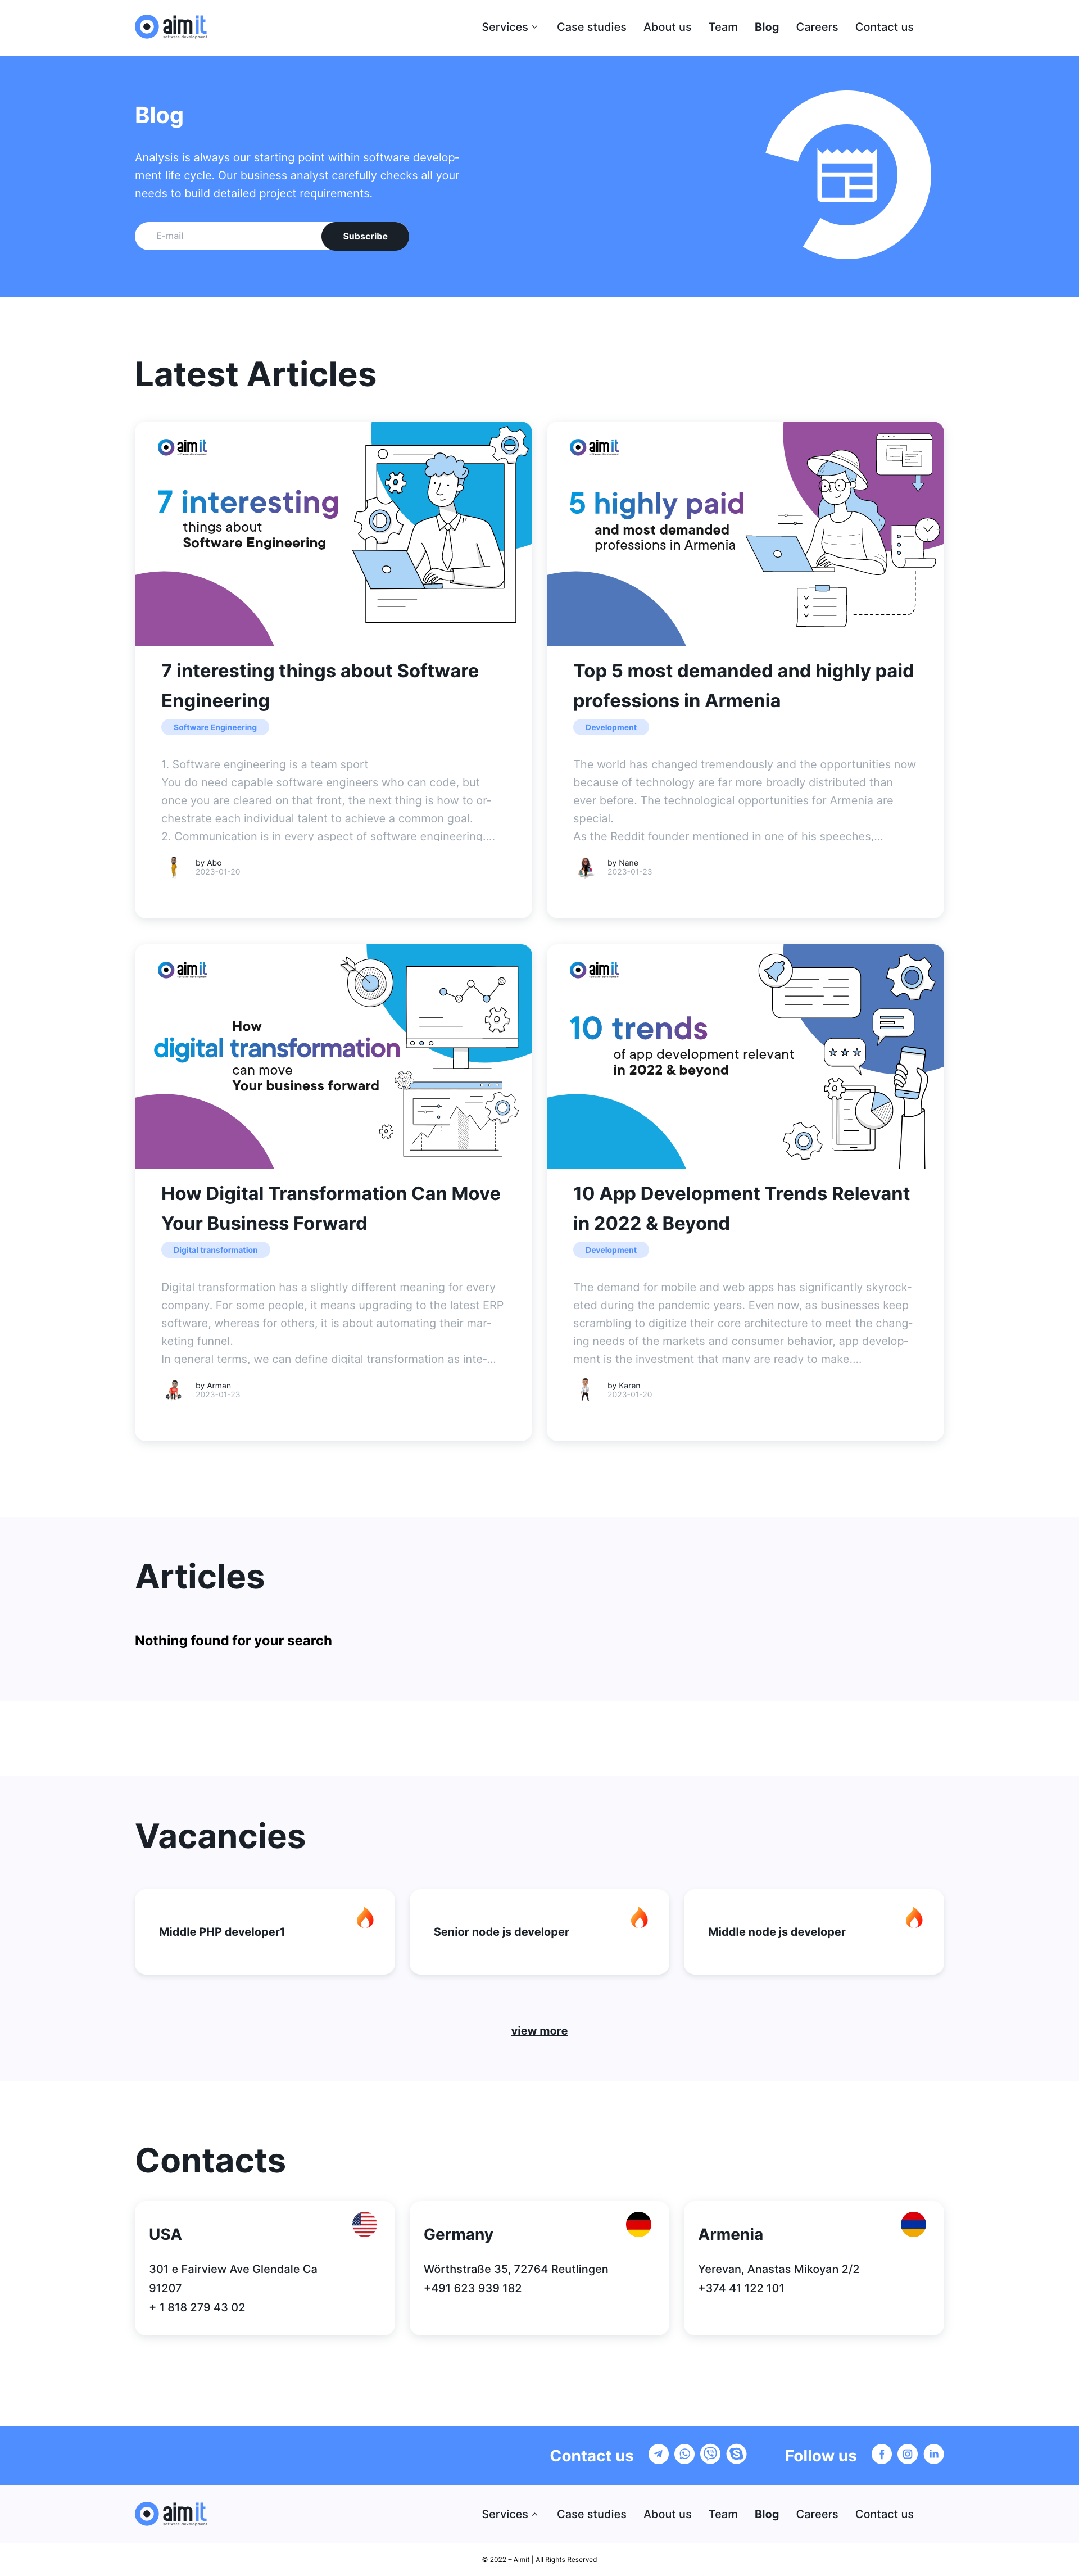 aimit
software development
Services
Case studies
About us
Team
Blog
Careers
Contact us
Blog
Analysis is always our starting point within software develop-
ment life cycle. Our business analyst carefully checks all your
needs to build detailed project requirements.
E-mail
Subscribe
Latest Articles
aimit
software development
7 interesting
things about
Software Engineering
7 interesting things about Software
Engineering
Software Engineering
1. Software engineering is a team sport
You do need capable software engineers who can code, but
once you are cleared on that front, the next thing is how to or-
chestrate each individual talent to achieve a common goal.
2. Communication is in every aspect of software engineering....
by Abo
2023-01-20
aimit
software development
5 highly paid
and most demanded
professions in Armenia
Top 5 most demanded and highly paid
professions in Armenia
Development
The world has changed tremendously and the opportunities now
because of technology are far more broadly distributed than
ever before. The technological opportunities for Armenia are
special.
As the Reddit founder mentioned in one of his speeches,...
by Nane
2023-01-23
aimit
software development
How
digital transformation
can move
Your business forward
How Digital Transformation Can Move
Your Business Forward
Digital transformation
Digital transformation has a slightly different meaning for every
company. For some people, it means upgrading to the latest ERP
software, whereas for others, it is about automating their mar-
keting funnel.
In general terms, we can define digital transformation as inte-...
by Arman
2023-01-23
aimit
software development
10 trends
of app development relevant
in 2022 & beyond
10 App Development Trends Relevant
in 2022 & Beyond
Development
The demand for mobile and web apps has significantly skyrock-
eted during the pandemic years. Even now, as businesses keep
scrambling to digitize their core architecture to meet the chang-
ing needs of the markets and consumer behavior, app develop-
ment is the investment that many are ready to make....
by Karen
2023-01-20
Articles
Nothing found for your search
Vacancies
Middle PHP developer1
Senior node js developer
Middle node js developer
view more
Contacts
USA
301 e Fairview Ave Glendale Ca
91207
+ 1 818 279 43 02
Germany
Wörthstraße 35, 72764 Reutlingen
+491 623 939 182
Armenia
Yerevan, Anastas Mikoyan 2/2
+374 41 122 101
Contact us
Follow us
aimit
software development
Services
Case studies
About us
Team
Blog
Careers
Contact us
© 2022 – Aimit | All Rights Reserved